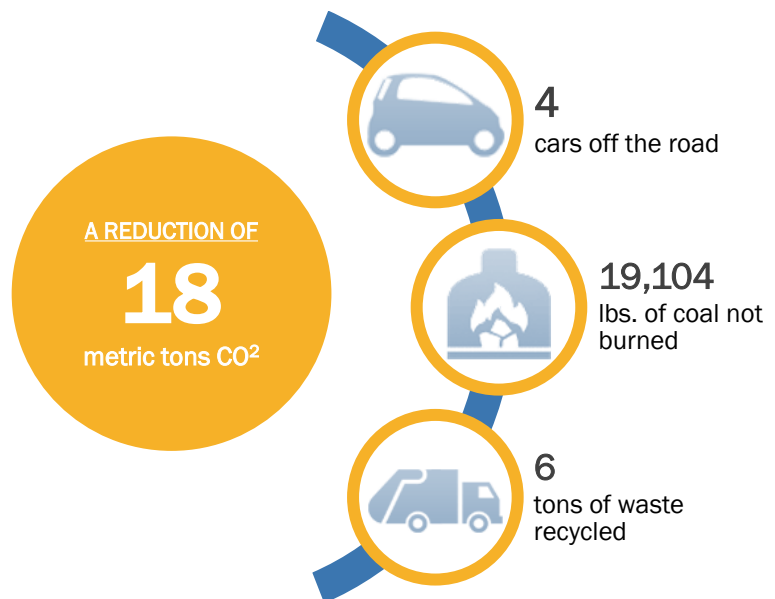 A REDUCTION OF
18
metric tons CO²
4
cars off the road
19,104
lbs. of coal not
burned
6
tons of waste
recycled